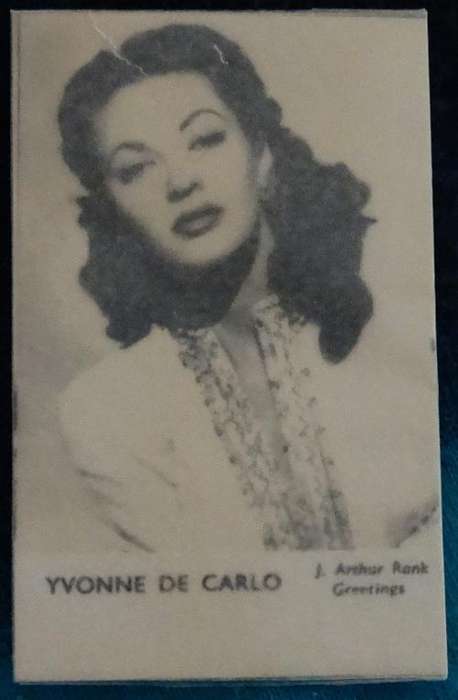 YVONNE DE CARLO
J. Arthur Rank
Greetings